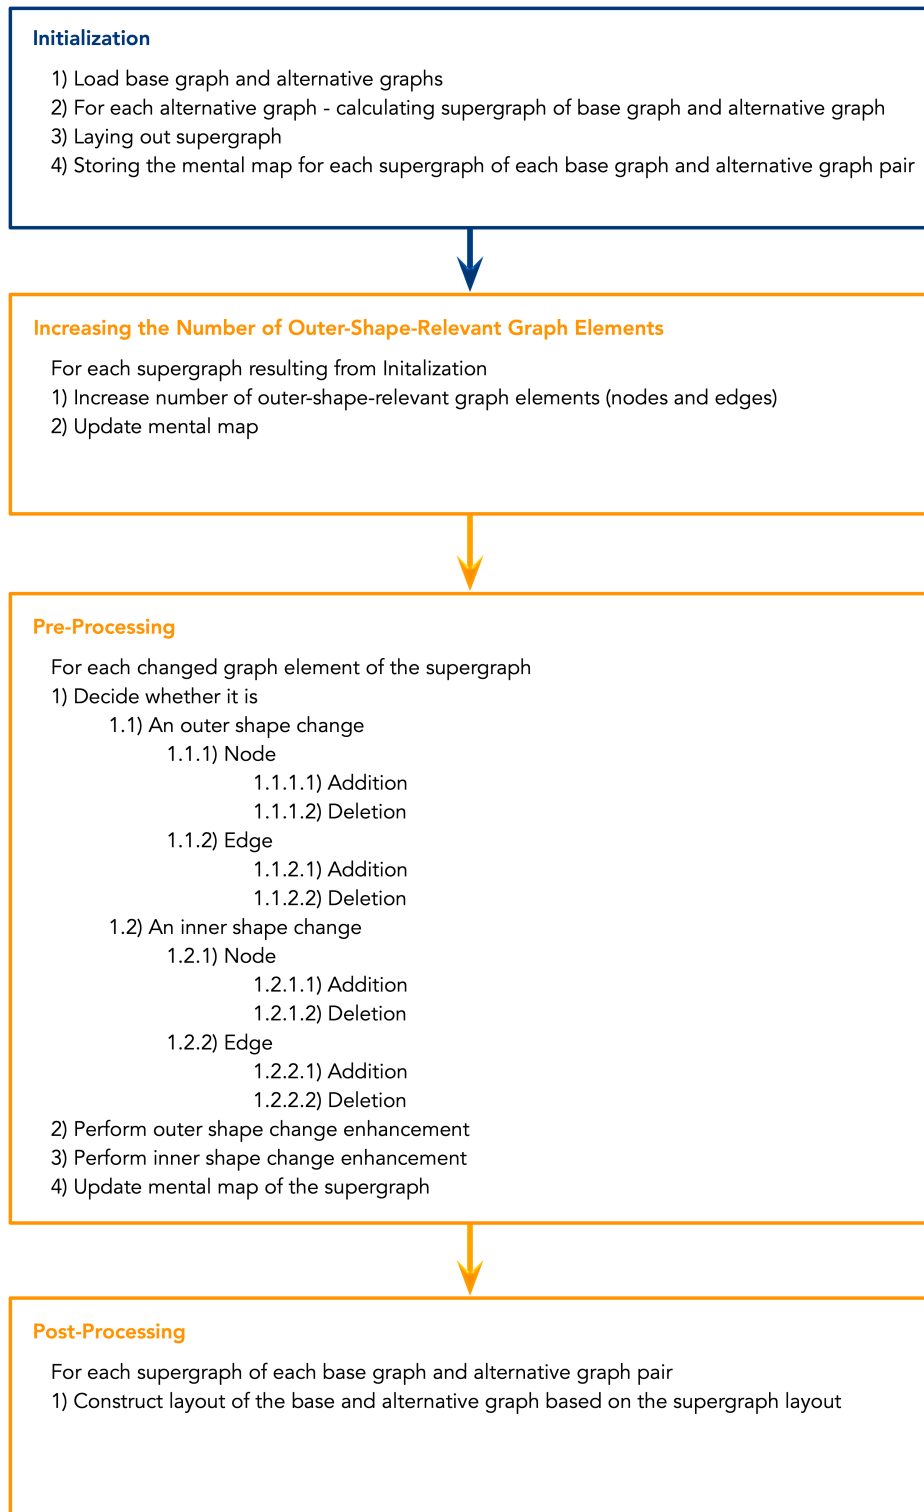 Initialization
1) Load base graph and alternative graphs
2) For each alternative graph - calculating supergraph of base graph and alternative graph
3) Laying out supergraph
4) Storing the mental map for each supergraph of each base graph and alternative graph pair
Increasing the Number of Outer-Shape-Relevant Graph Elements
For each supergraph resulting from Initalization
1) Increase number of outer-shape-relevant graph elements (nodes and edges)
2) Update mental map
Pre-Processing
For each changed graph element of the supergraph
1) Decide whether it is
1.1) An outer shape change
1.1.1) Node
1.1.1.1) Addition
1.1.1.2) Deletion
1.1.2) Edge
1.1.2.1) Addition
1.1.2.2) Deletion
1.2) An inner shape change
1.2.1) Node
1.2.1.1) Addition
1.2.1.2) Deletion
1.2.2) Edge
1.2.2.1) Addition
1.2.2.2) Deletion
2) Perform outer shape change enhancement
3) Perform inner shape change enhancement
4) Update mental map of the supergraph
Post-Processing
For each supergraph of each base graph and alternative graph pair
1) Construct layout of the base and alternative graph based on the supergraph layout